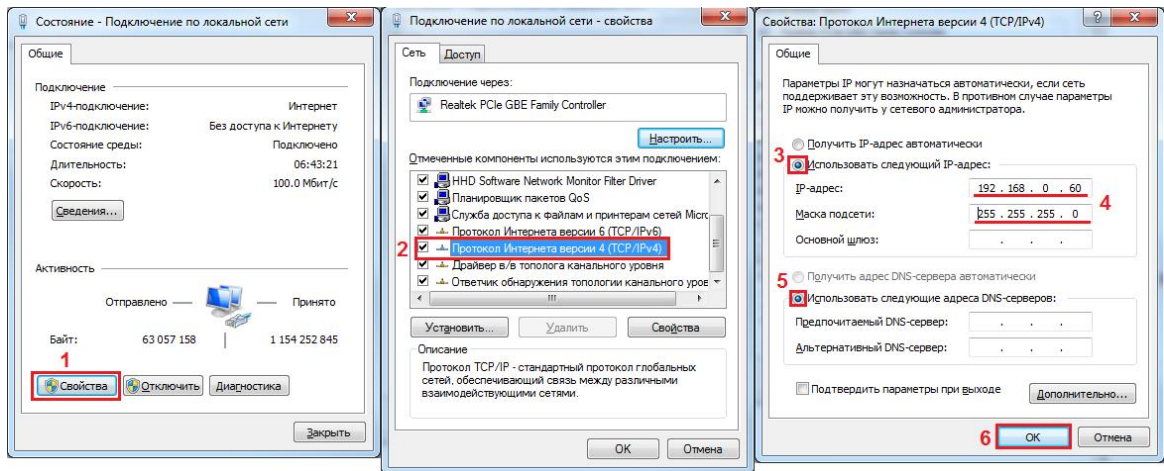 Состояние - Подключение по локальной сети
Общие
Подключение
IPv4-подключение: Интернет
IPv6-подключение: Без доступа к Интернету
Состояние среды: Подключено
Длительность: 06:43:21
Скорость: 100.0 Мбит/с
Сведения...
Активность
Отправлено — — Принято
Байт: 63 057 158 | 1 154 252 845
1
Свойства Отключить Диагностика
Закрыть
Подключение по локальной сети - свойства
Сеть Доступ
Подключение через:
Realtek PCIe GBE Family Controller
Настроить...
Отмеченные компоненты используются этим подключением:
HHD Software Network Monitor Filter Driver
Планировщик пакетов QoS
Служба доступа к файлам и принтерам сетей Micro
Протокол Интернета версии 6 (TCP/IPv6)
2 Протокол Интернета версии 4 (TCP/IPv4)
Драйвер в/в тополога канального уровня
Ответчик обнаружения топологии канального уров
Установить... Удалить Свойства
Описание
Протокол TCP/IP - стандартный протокол глобальных
сетей, обеспечивающий связь между различными
взаимодействующими сетями.
OK Отмена
Свойства: Протокол Интернета версии 4 (TCP/IPv4)
Общие
Параметры IP могут назначаться автоматически, если сеть
поддерживает эту возможность. В противном случае параметры
IP можно получить у сетевого администратора.
Получить IP-адрес автоматически
3 Использовать следующий IP-адрес:
IP-адрес: 192 . 168 . 0 . 60
4
Маска подсети: 255 . 255 . 255 . 0
Основной шлюз: . . .
Получить адрес DNS-сервера автоматически
5
Использовать следующие адреса DNS-серверов:
Предпочитаемый DNS-сервер: . . .
Альтернативный DNS-сервер: . . .
Подтвердить параметры при выходе Дополнительно...
6 OK Отмена